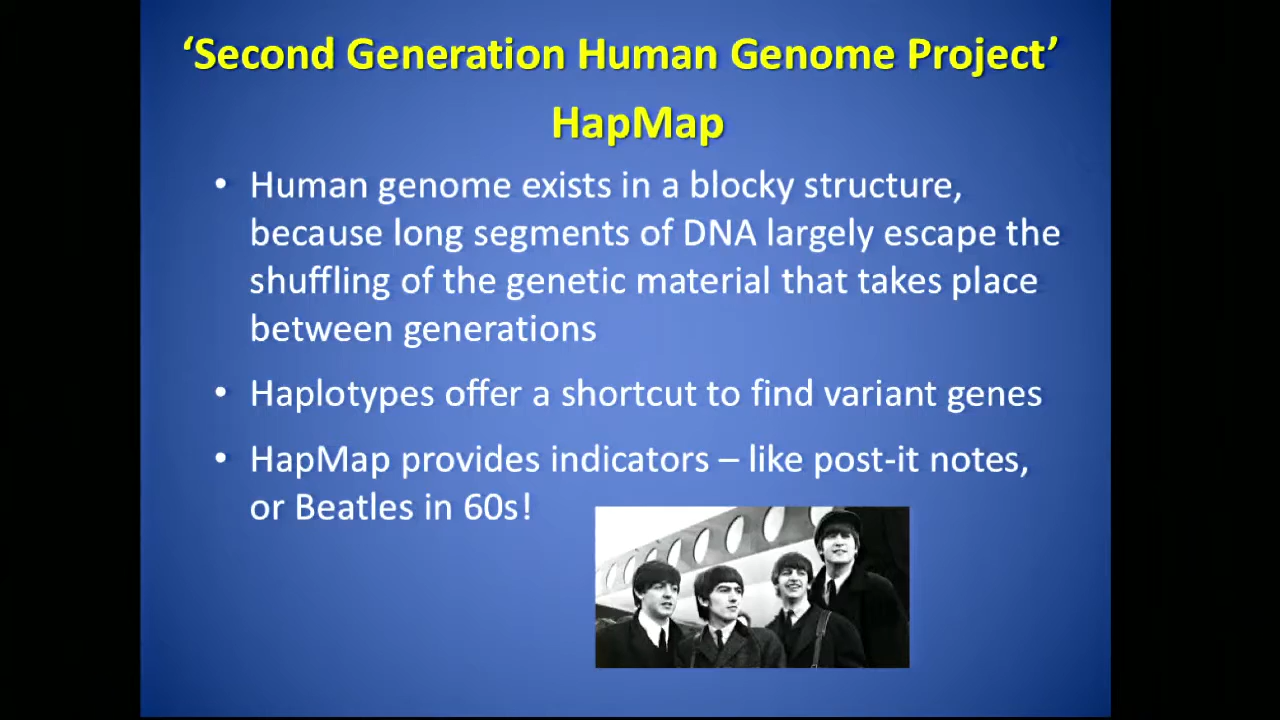 ‘Second Generation Human Genome Project’
HapMap
• Human genome exists in a blocky structure,
because long segments of DNA largely escape the
shuffling of the genetic material that takes place
between generations
• Haplotypes offer a shortcut to find variant genes
• HapMap provides indicators – like post-it notes,
or Beatles in 60s!